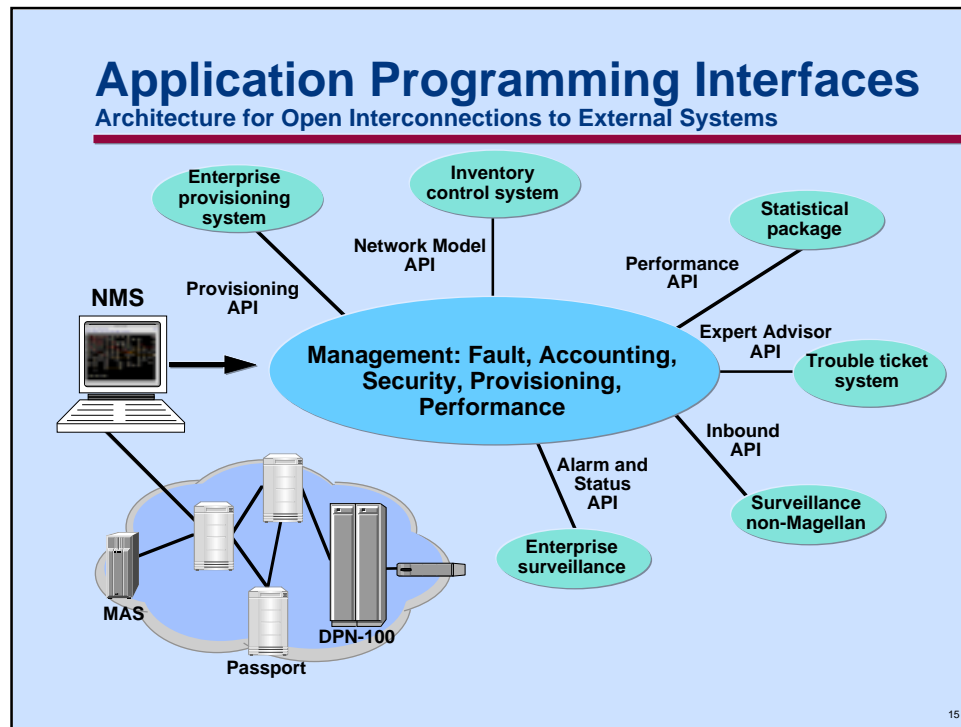 Application Programming Interfaces
Architecture for Open Interconnections to External Systems
Enterprise
provisioning
system
Inventory
control system
Statistical
package
Network Model
API
Performance
API
Provisioning
API
NMS
Expert Advisor
API
Management: Fault, Accounting,
Security, Provisioning,
Performance
Trouble ticket
system
Inbound
API
Alarm and
Status
API
Surveillance
non-Magellan
Enterprise
surveillance
MAS
DPN-100
Passport
15